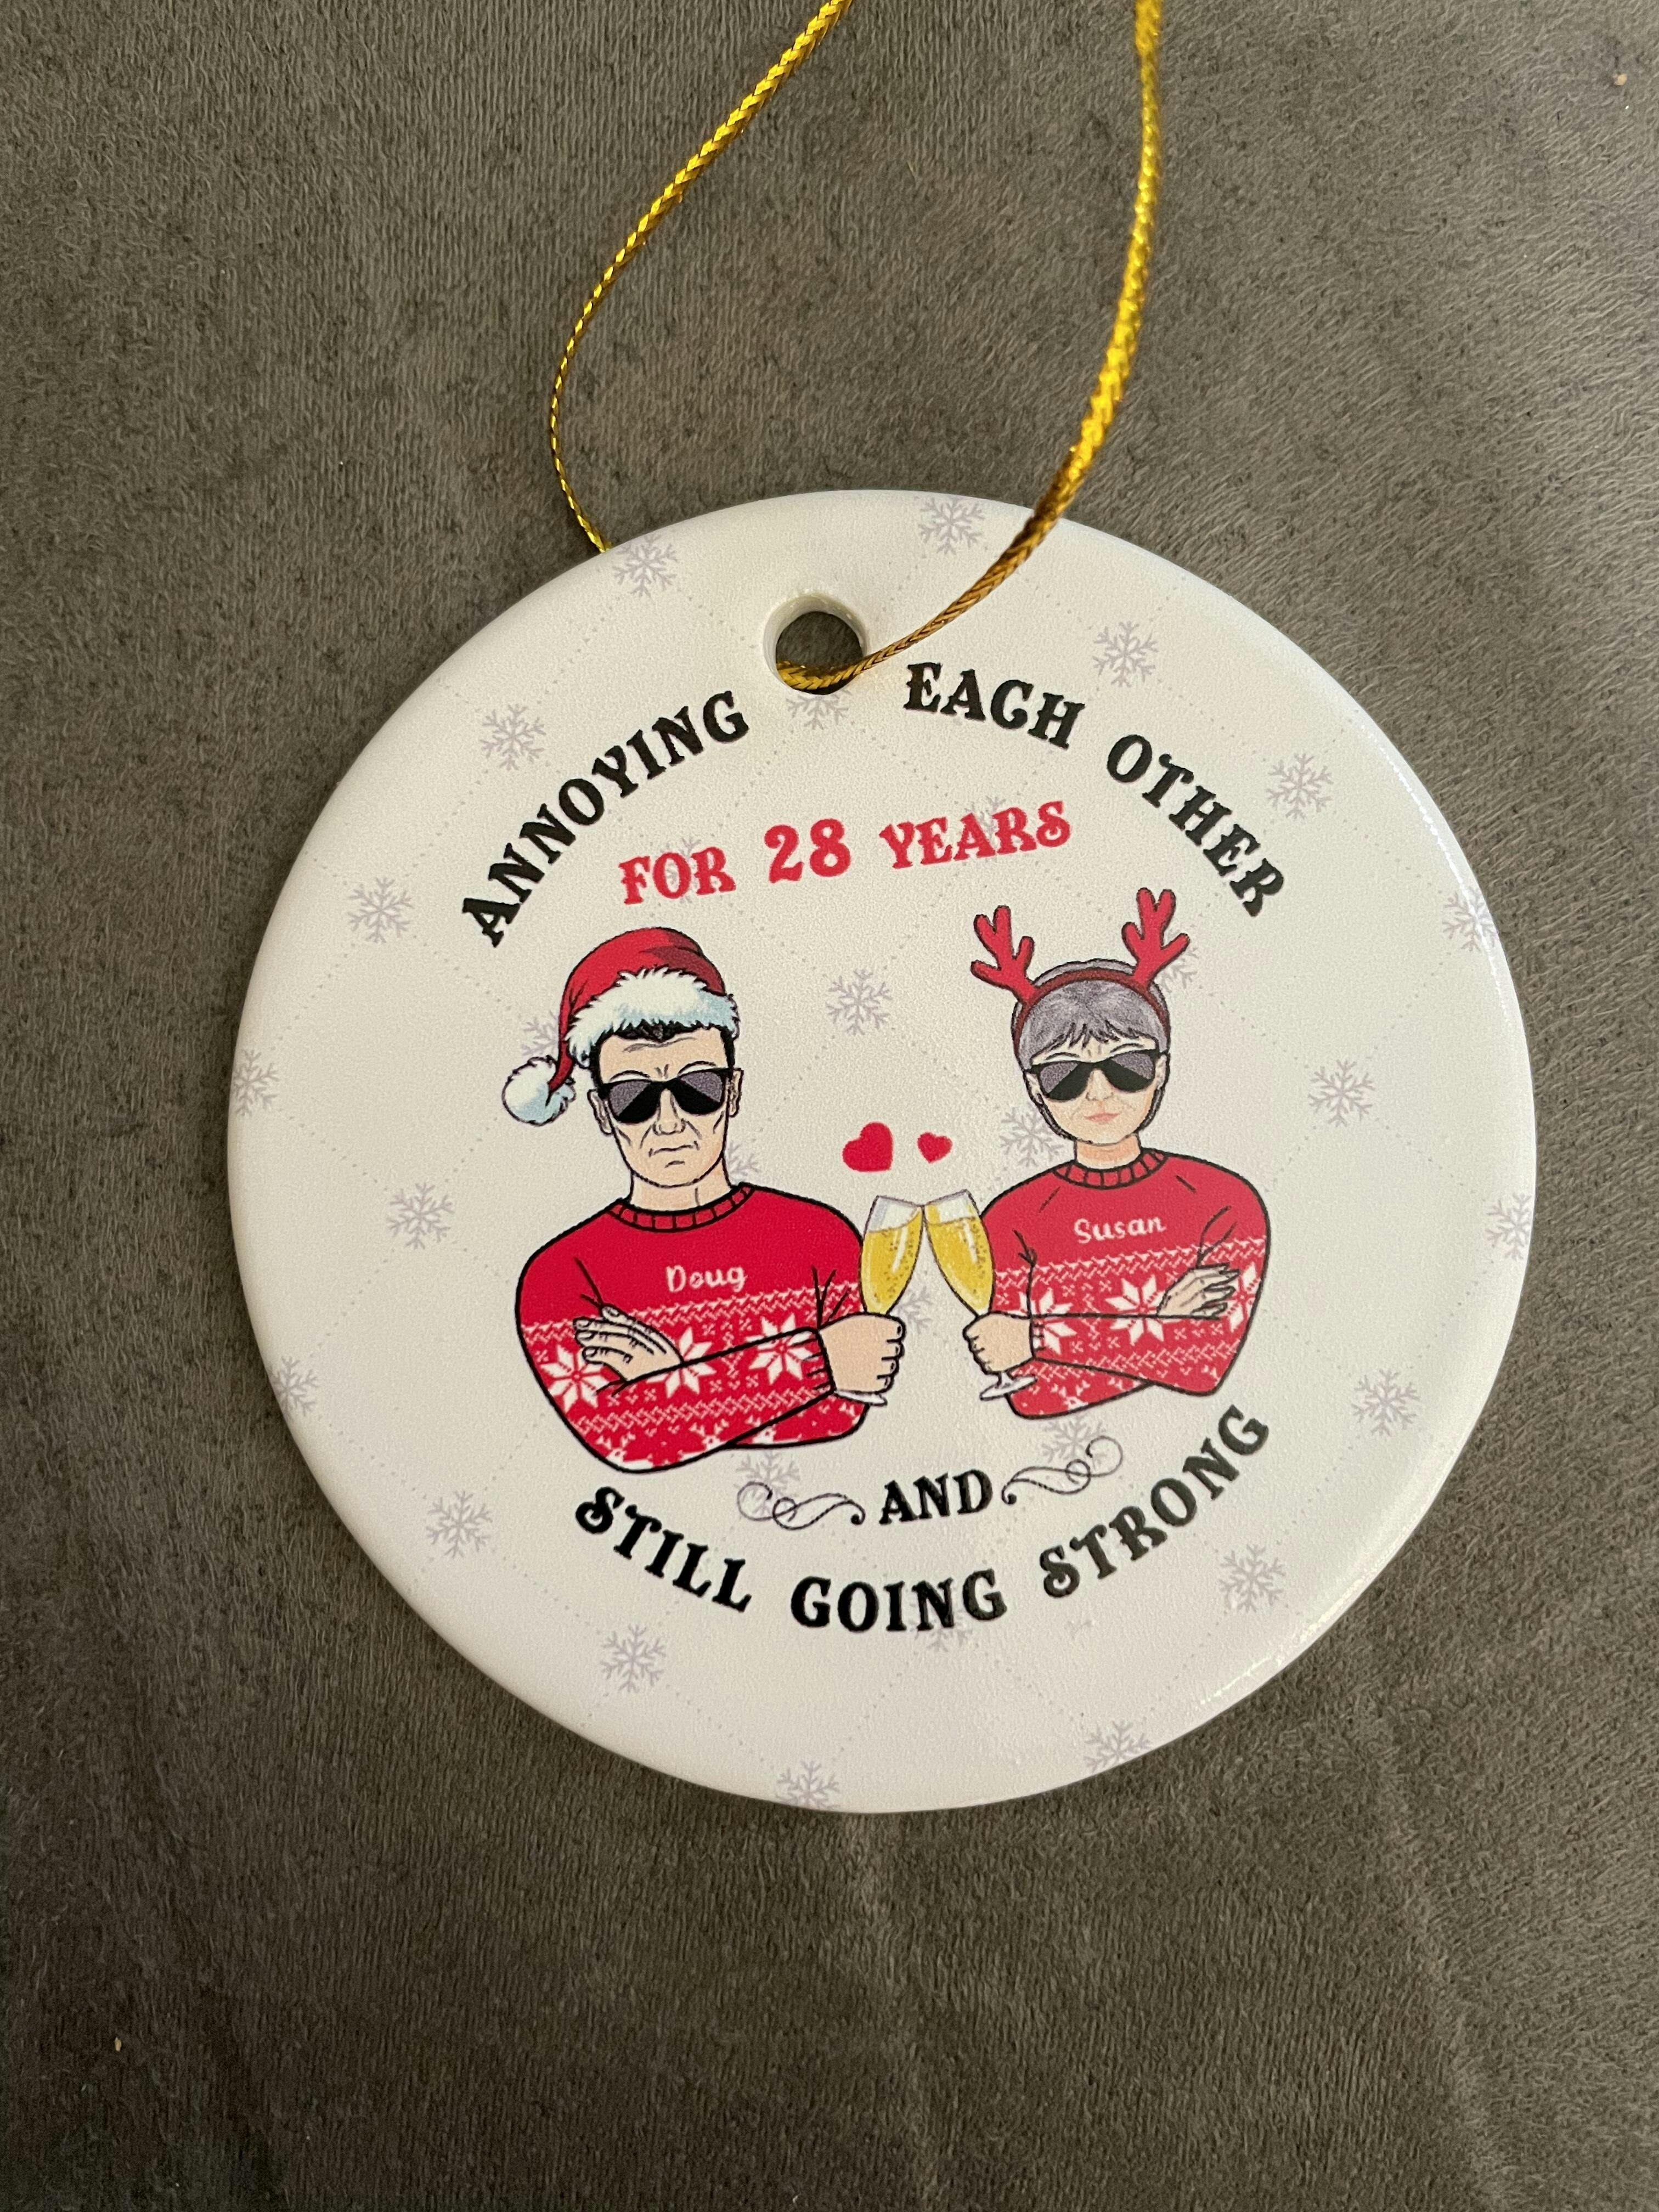 ANNOYING EACH OTHER
FOR 28 YEARS
Doug
Susan
AND
STILL GOING STRONG